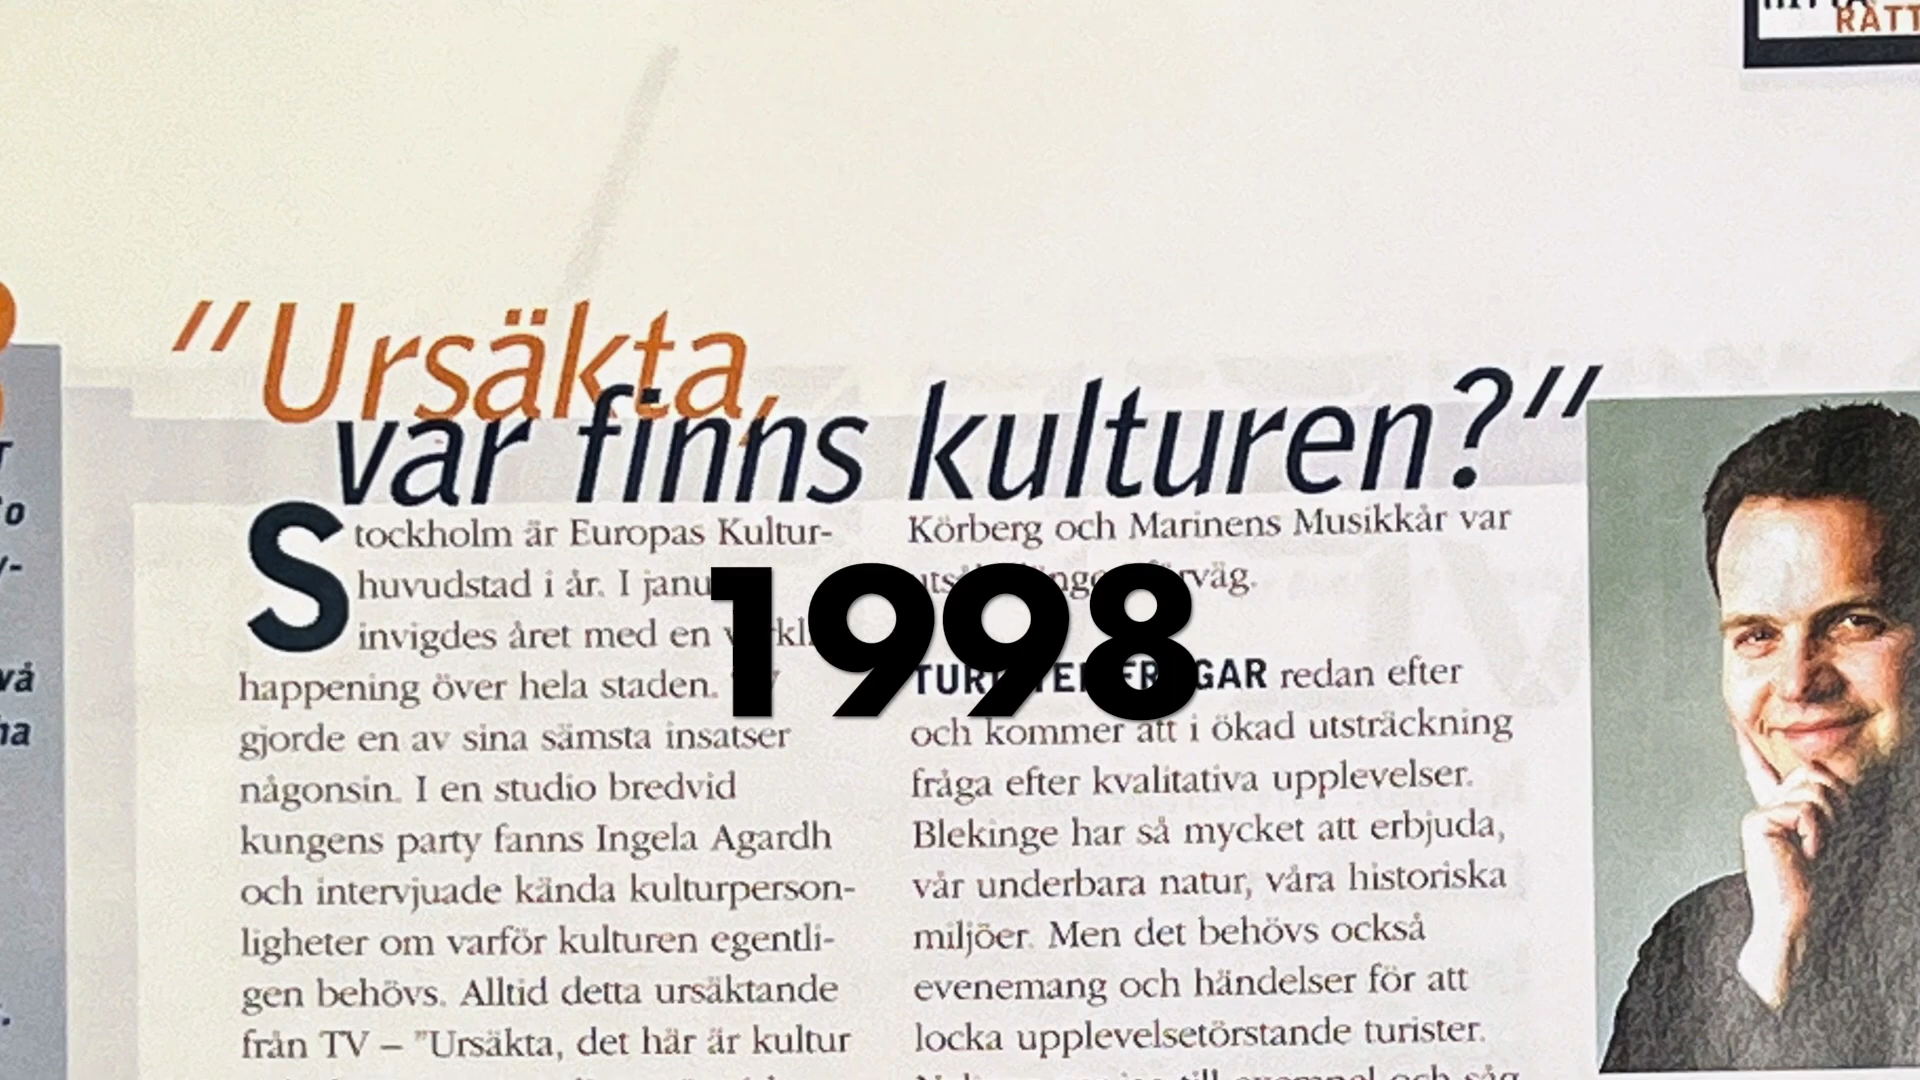 RÄTT
"Ursäkta,
var finns kulturen?"
Stockholm är Europas Kultur-
huvudstad i år. I janu
invigdes året med en
happening över hela staden.
gjorde en av sina sämsta insatser
någonsin. I en studio bredvid
kungens party fanns Ingela Agardh
och intervjuade kända kulturperson-
ligheter om varför kulturen egentli-
gen behövs. Alltid detta ursäktande
från TV – "Ursäkta, det här är kultur
Körberg och Marinens Musikkår var
1998
redan efter
och kommer att i ökad utsträckning
fråga efter kvalitativa upplevelser.
Blekinge har så mycket att erbjuda,
vår underbara natur, våra historiska
miljöer. Men det behövs också
evenemang och händelser för att
locka upplevelsetörstande turister.